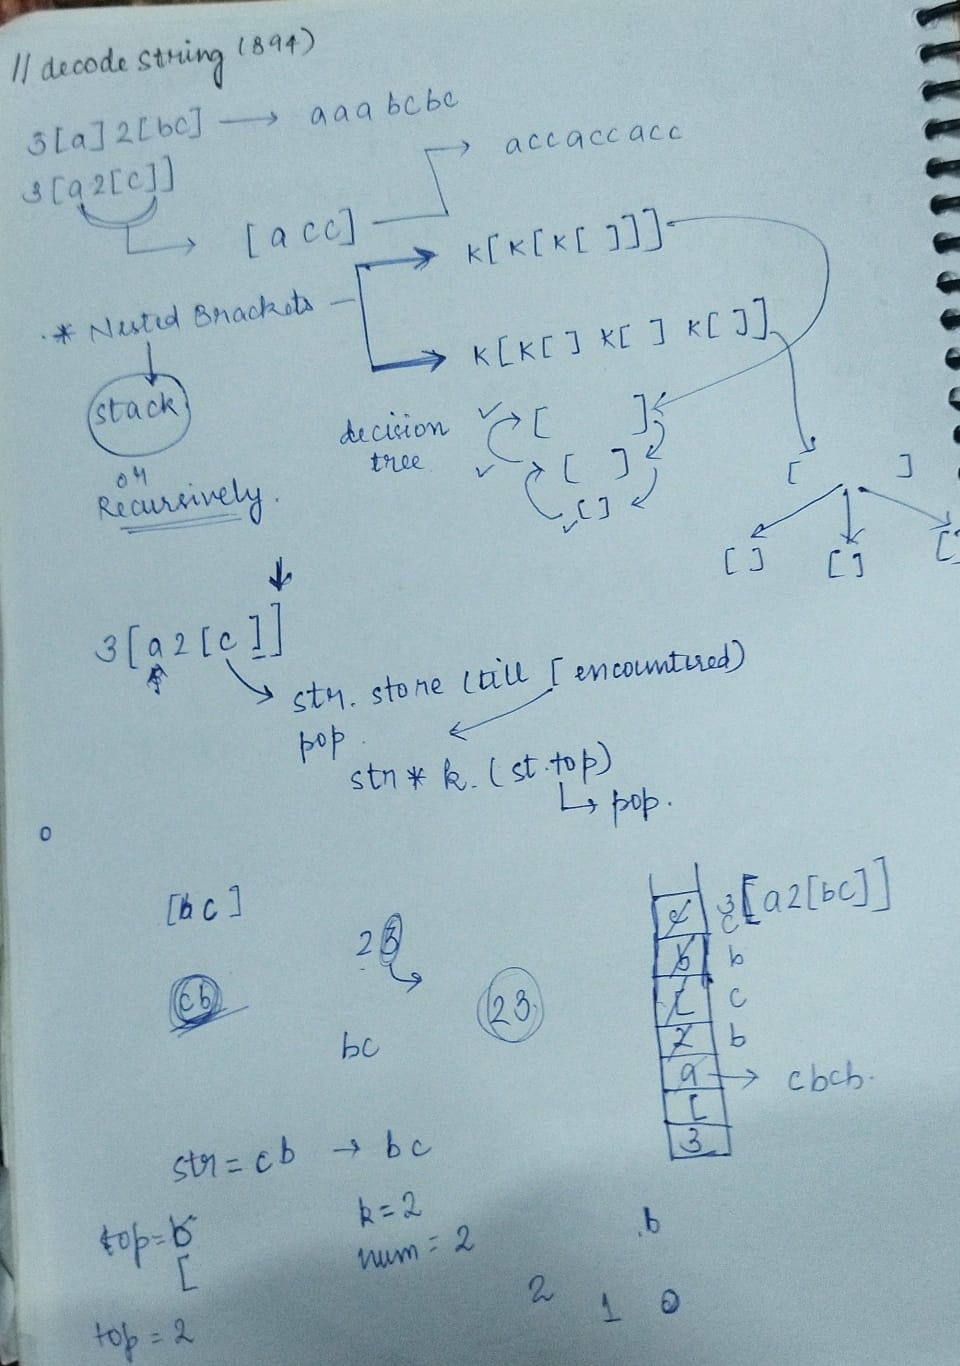 // decode string (894)
3[a]2[bc] → aaabcbc
3[a2[c]] → [acc] → accaccacc
* Nested Brackets
k[k[k[ ]]]
k[k[ ] k[ ] k[ ]]
stack
or
Recursively.
decision
tree
[ ]
[ ]
[ ]
[ ]
[ ] [ ] [
3[a2[c]]
str. store (till [ encountered)
pop.
str * k. (st.top)
→ pop.
[bc]
23
cb
23.
bc
3[a2[bc]]
c c
b b
[ c
2 b
a → cbcb.
[
3
str = cb → bc
top = b
[
top = 2
k = 2
num = 2
.b
2 1 0